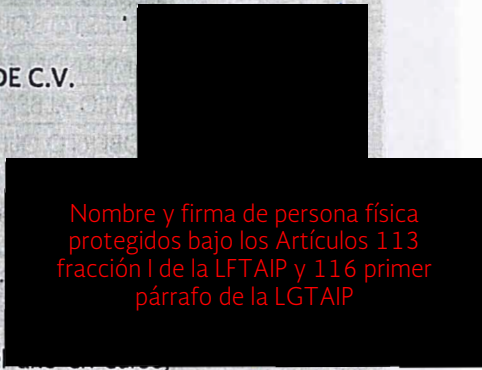 DE C.V.
Nombre y firma de persona física
protegidos bajo los Artículos 113
fracción I de la LFTAIP y 116 primer
párrafo de la LGTAIP